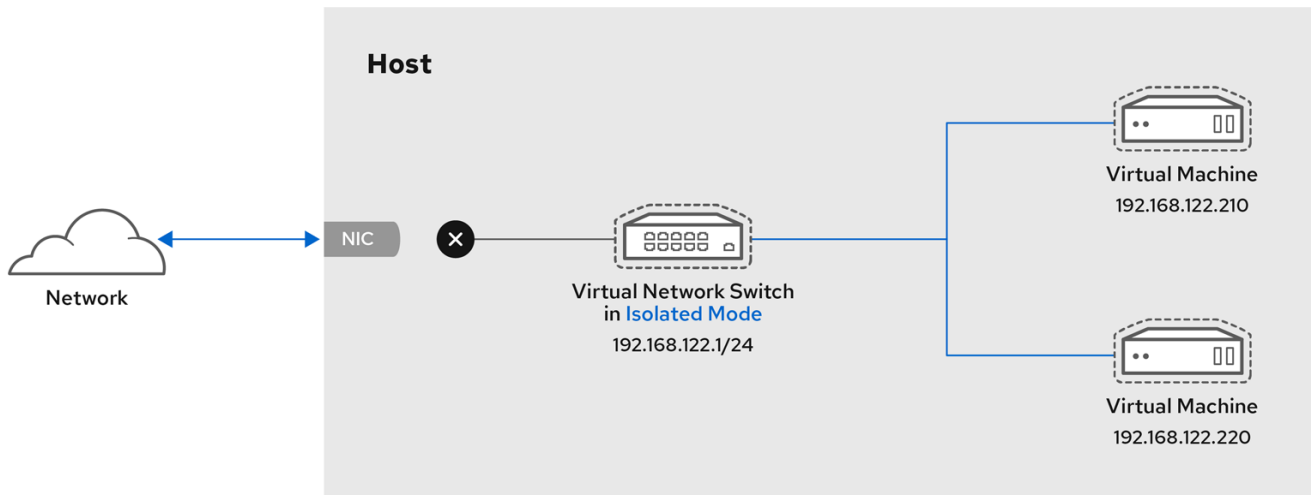 Host
Virtual Machine
192.168.122.210
NIC
Network
Virtual Network Switch
in Isolated Mode
192.168.122.1/24
Virtual Machine
192.168.122.220